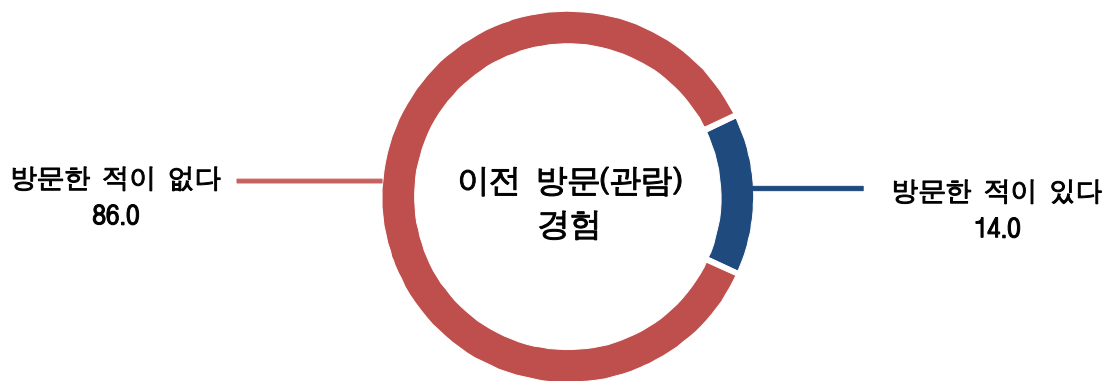 방문한 적이 없다
86.0
이전 방문(관람)
경험
방문한 적이 있다
14.0